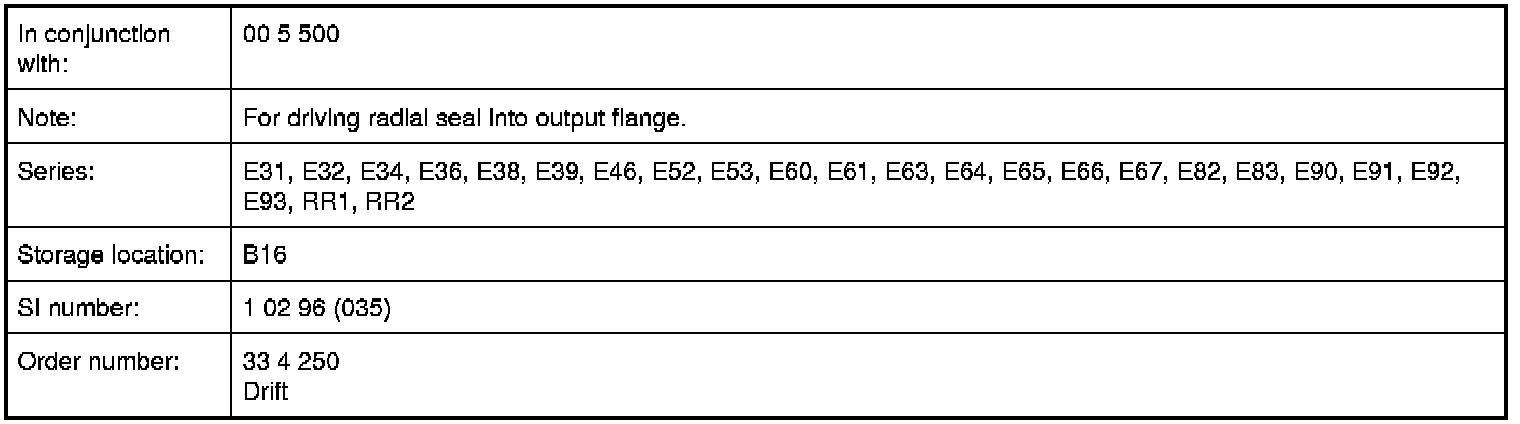 In conjunction
with:
00 5 500
Note:
For driving radial seal into output flange.
Series:
E31, E32, E34, E36, E38, E39, E46, E52, E53, E60, E61, E63, E64, E65, E66, E67, E82, E83, E90, E91, E92,
E93, RR1, RR2
Storage location:
B16
SI number:
1 02 96 (035)
Order number:
33 4 250
Drift